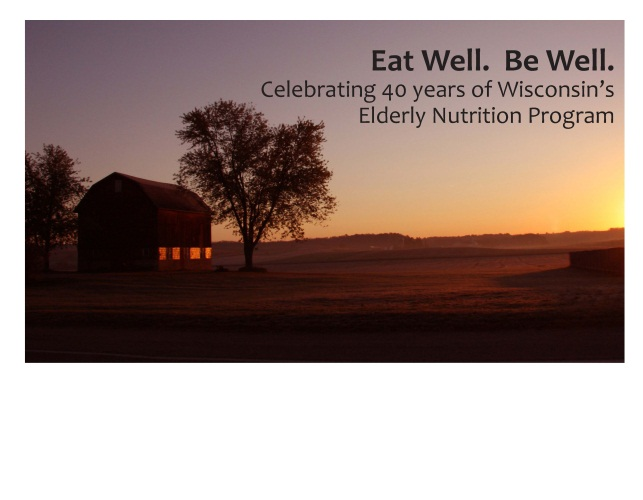 Eat Well.  Be Well.
Celebrating 40 years of Wisconsin’s
Elderly Nutrition Program